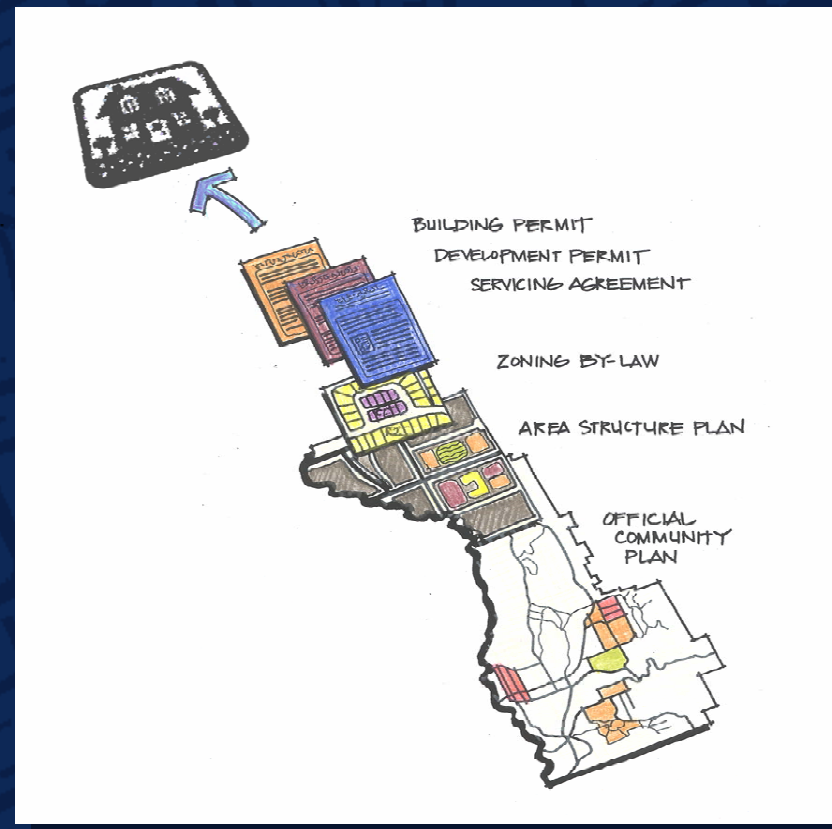 BUILDING PERMIT
DEVELOPMENT PERMIT
SERVICING AGREEMENT
ZONING BY-LAW
AREA STRUCTURE PLAN
OFFICIAL
COMMUNITY
PLAN